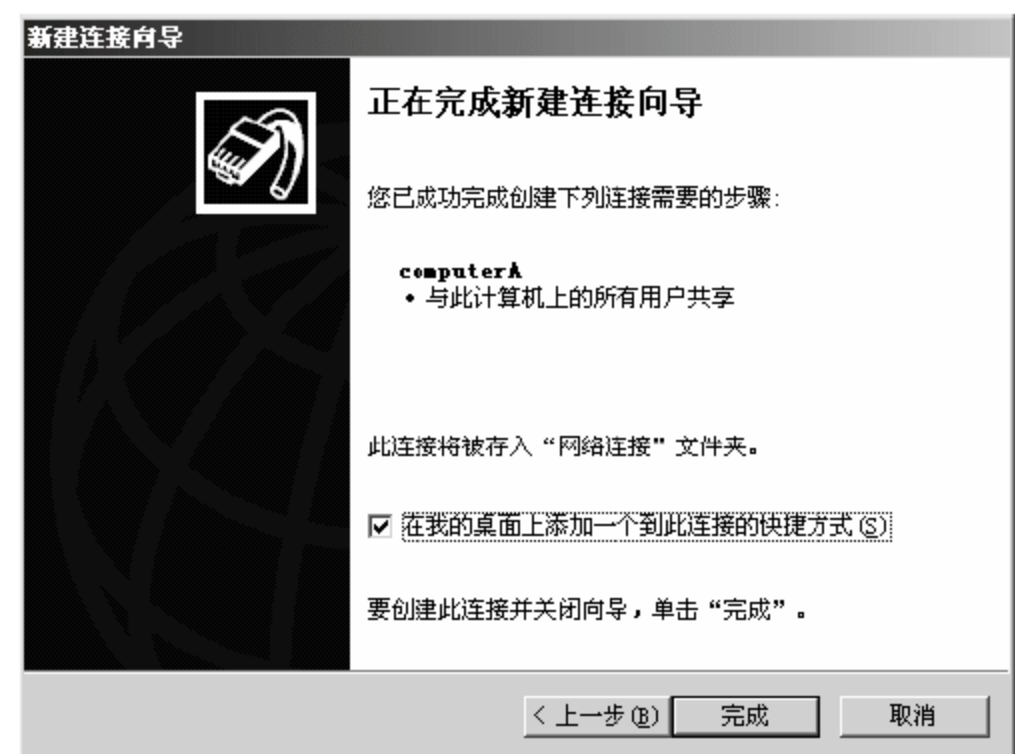 新建连接向导
正在完成新建连接向导
您已成功完成创建下列连接需要的步骤:
computerA
• 与此计算机上的所有用户共享
此连接将被存入“网络连接”文件夹。
在我的桌面上添加一个到此连接的快捷方式(S)
要创建此连接并关闭向导，单击“完成”。
< 上一步(B)
完成
取消